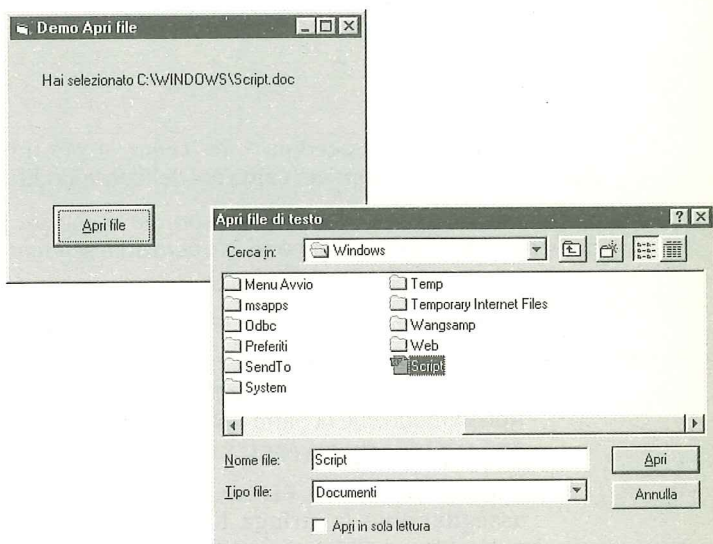 Demo Apri file
Hai selezionato C:\WINDOWS\Script.doc
Apri file
Apri file di testo
Cerca in:
Windows
Menu Avvio
msapps
Odbc
Preferiti
SendTo
System
Temp
Temporary Internet Files
Wangsamp
Web
Script
Nome file:
Script
Apri
Tipo file:
Documenti
Annulla
Apri in sola lettura